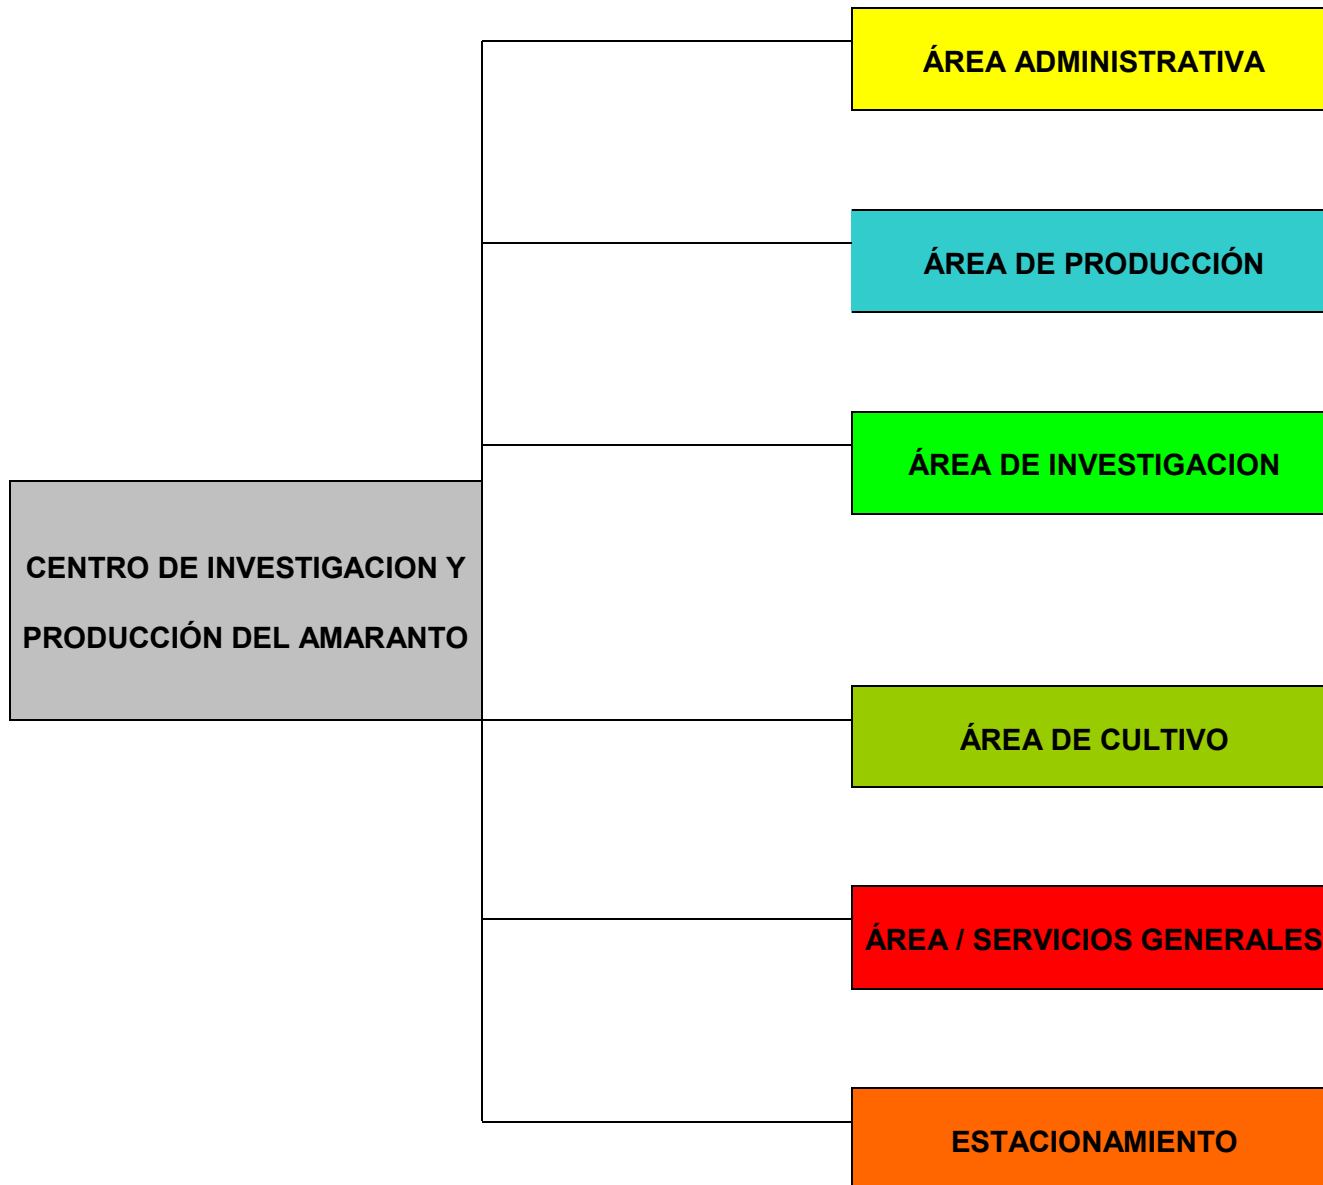 ÁREA ADMINISTRATIVA
ÁREA DE PRODUCCIÓN
ÁREA DE INVESTIGACION
CENTRO DE INVESTIGACION Y
PRODUCCIÓN DEL AMARANTO
ÁREA DE CULTIVO
ÁREA / SERVICIOS GENERALES
ESTACIONAMIENTO